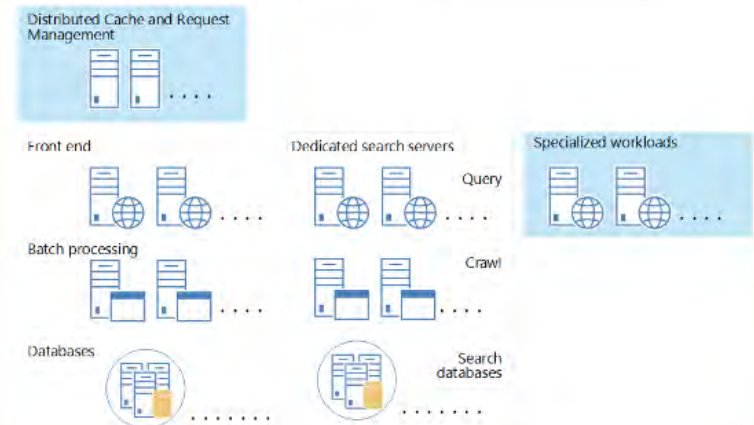 Distributed Cache and Request
Management
Front end
Dedicated search servers
Specialized workloads
Query
Batch processing
Crawl
Databases
Search
databases